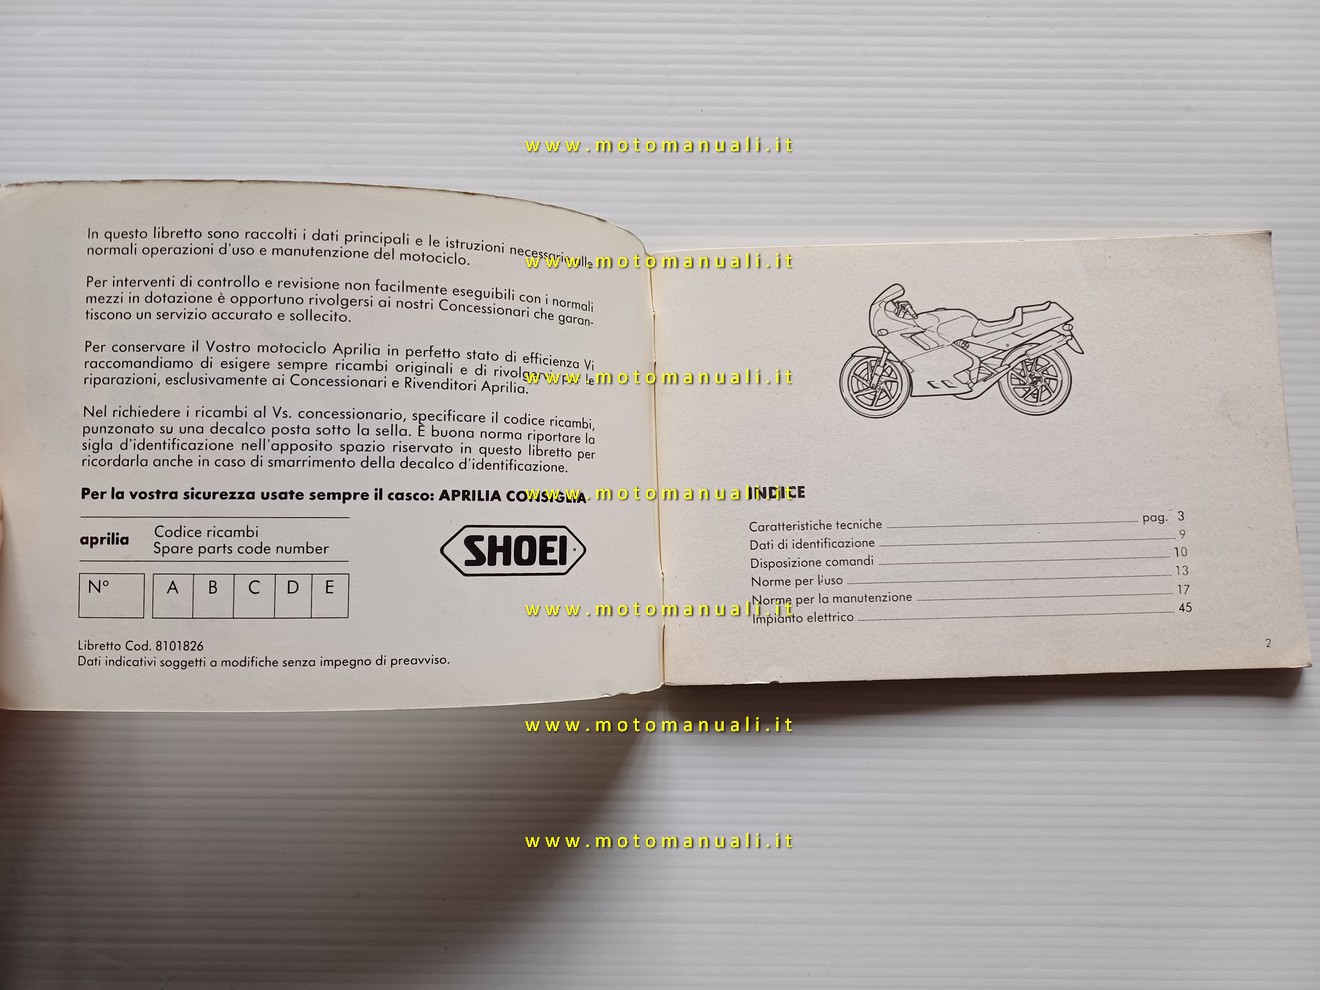 www.motomanuali.it
In questo libretto sono raccolti i dati principali e le istruzioni necessarie alle
normali operazioni d'uso e manutenzione del motociclo.
www.motomanuali.it
Per interventi di controllo e revisione non facilmente eseguibili con i normali
mezzi in dotazione è opportuno rivolgersi ai nostri Concessionari che garan-
tiscono un servizio accurato e sollecito.
Per conservare il Vostro motociclo Aprilia in perfetto stato di efficienza Vi
raccomandiamo di esigere sempre ricambi originali e di rivolgervi per le
riparazioni, esclusivamente ai Concessionari e Rivenditori Aprilia.
www.motomanuali.it
Nel richiedere i ricambi al Vs. concessionario, specificare il codice ricambi,
punzonato su una decalco posta sotto la sella. È buona norma riportare la
sigla d'identificazione nell'apposito spazio riservato in questo libretto per
ricordarla anche in caso di smarrimento della decalco d'identificazione.
Per la vostra sicurezza usate sempre il casco: APRILIA CONSIGLIA
www.motomanuali.it
aprilia
Codice ricambi
Spare parts code number
SHOEI
N° A B C D E
Libretto Cod. 8101826
Dati indicativi soggetti a modifiche senza impegno di preavviso.
INDICE
Caratteristiche tecniche pag. 3
Dati di identificazione 9
Disposizione comandi 10
Norme per l'uso 13
Norme per la manutenzione 17
www.motomanuali.it
Impianto elettrico 45
2
www.motomanuali.it
www.motomanuali.it